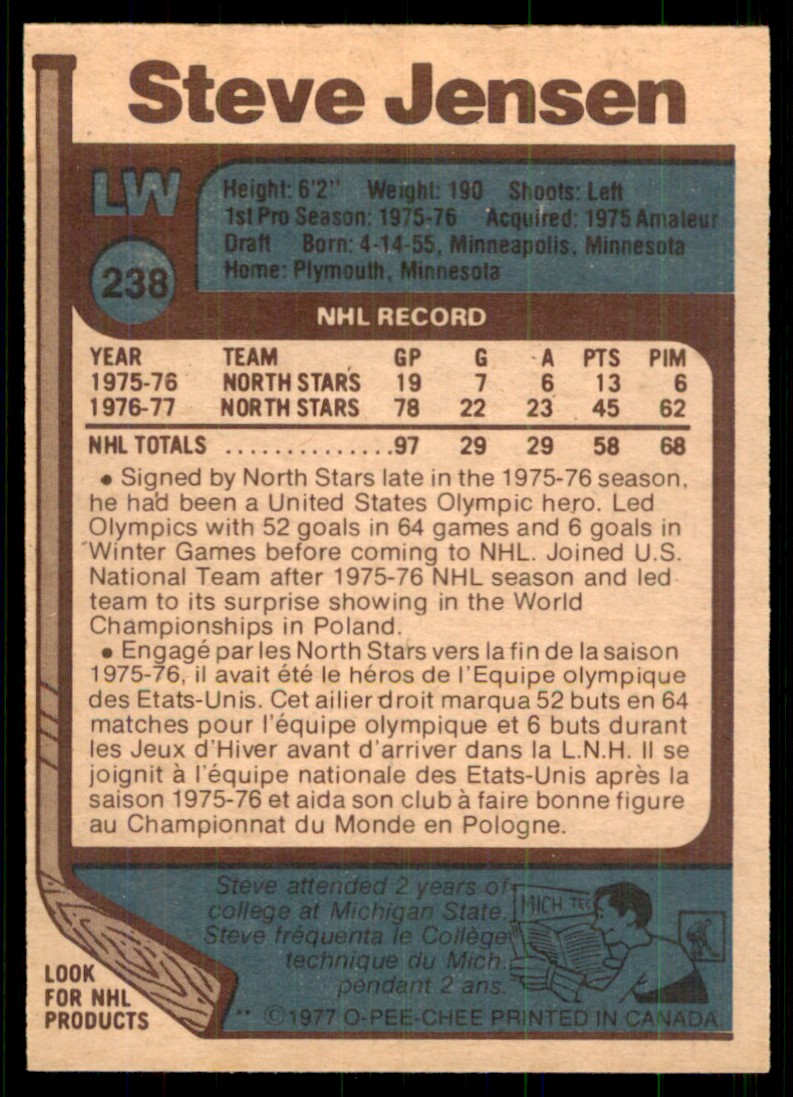 Steve Jensen
LW
238
Height: 6'2" Weight: 190 Shoots: Left
1st Pro Season: 1975-76 Acquired: 1975 Amateur
Draft Born: 4-14-55, Minneapolis, Minnesota
Home: Plymouth, Minnesota
NHL RECORD
YEAR TEAM GP G A PTS PIM
1975-76 NORTH STARS 19 7 6 13 6
1976-77 NORTH STARS 78 22 23 45 62
NHL TOTALS ..............97 29 29 58 68
• Signed by North Stars late in the 1975-76 season,
he had been a United States Olympic hero. Led
Olympics with 52 goals in 64 games and 6 goals in
Winter Games before coming to NHL. Joined U.S.
National Team after 1975-76 NHL season and led
team to its surprise showing in the World
Championships in Poland.
• Engagé par les North Stars vers la fin de la saison
1975-76, il avait été le héros de l'Equipe olympique
des Etats-Unis. Cet ailier droit marqua 52 buts en 64
matches pour l'équipe olympique et 6 buts durant
les Jeux d'Hiver avant d'arriver dans la L.N.H. Il se
joignit à l'équipe nationale des Etats-Unis après la
saison 1975-76 et aida son club à faire bonne figure
au Championnat du Monde en Pologne.
Steve attended 2 years of
college at Michigan State.
Steve fréquenta le Collège
technique du Mich.
pendant 2 ans.
MICH TEC
LOOK
FOR NHL
PRODUCTS
** ©1977 O-PEE-CHEE PRINTED IN CANADA